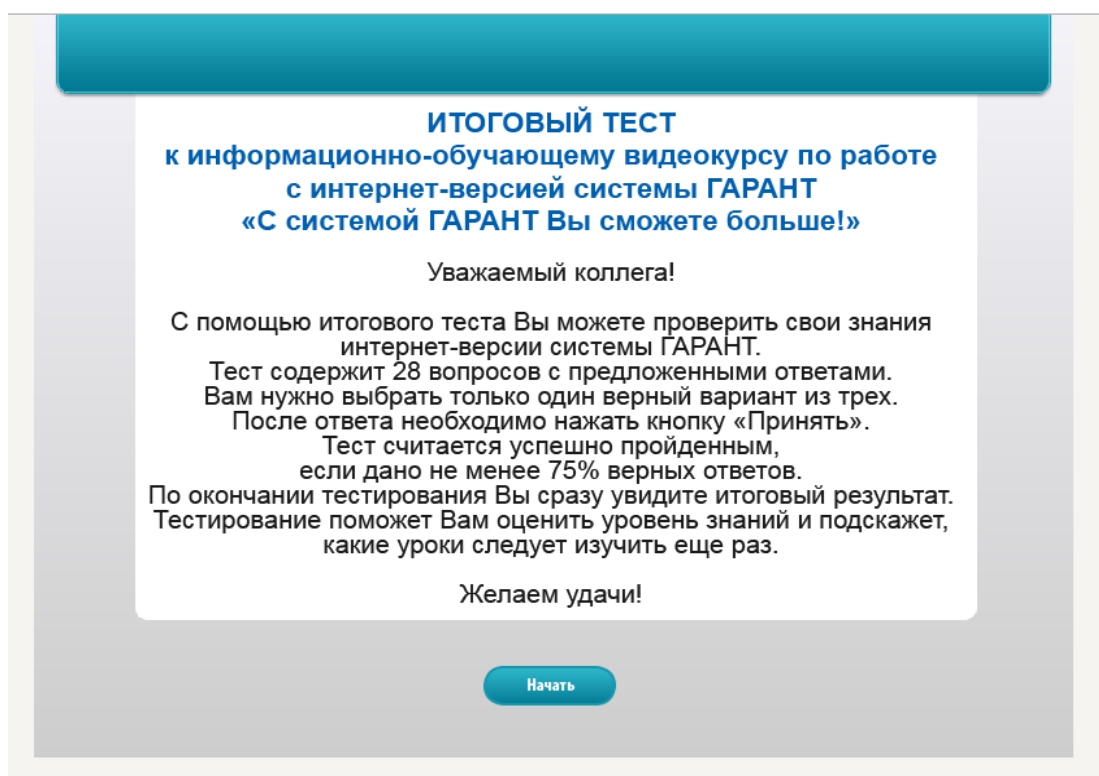 ИТОГОВЫЙ ТЕСТ
к информационно-обучающему видеокурсу по работе
с интернет-версией системы ГАРАНТ
«С системой ГАРАНТ Вы сможете больше!»
Уважаемый коллега!
С помощью итогового теста Вы можете проверить свои знания
интернет-версии системы ГАРАНТ.
Тест содержит 28 вопросов с предложенными ответами.
Вам нужно выбрать только один верный вариант из трех.
После ответа необходимо нажать кнопку «Принять».
Тест считается успешно пройденным,
если дано не менее 75% верных ответов.
По окончании тестирования Вы сразу увидите итоговый результат.
Тестирование поможет Вам оценить уровень знаний и подскажет,
какие уроки следует изучить еще раз.
Желаем удачи!
Начать